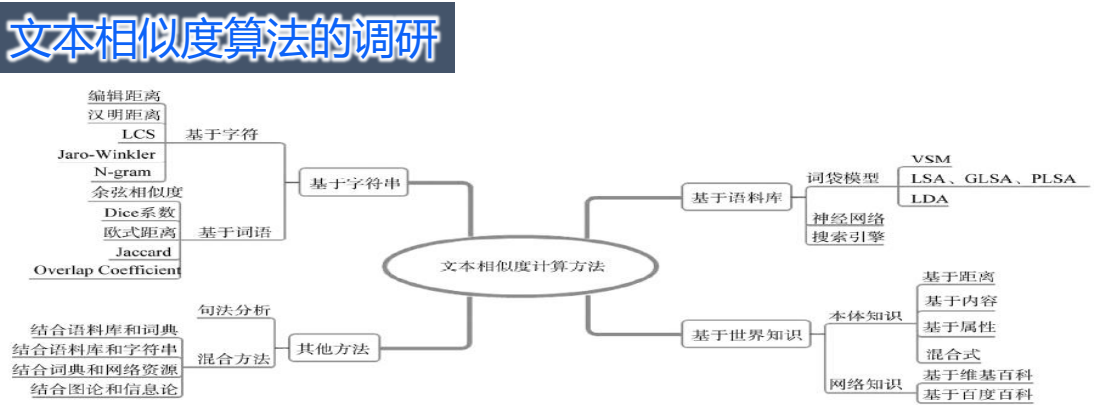 文本相似度算法的调研
编辑距离
汉明距离
LCS
Jaro-Winkler
N-gram
基于字符
余弦相似度
Dice系数
欧式距离
Jaccard
Overlap Coefficient
基于词语
基于字符串
句法分析
结合语料库和词典
结合语料库和字符串
结合词典和网络资源
结合图论和信息论
混合方法
其他方法
文本相似度计算方法
基于语料库
词袋模型
VSM
LSA、GLSA、PLSA
LDA
神经网络
搜索引擎
基于世界知识
本体知识
基于距离
基于内容
基于属性
混合式
网络知识
基于维基百科
基于百度百科